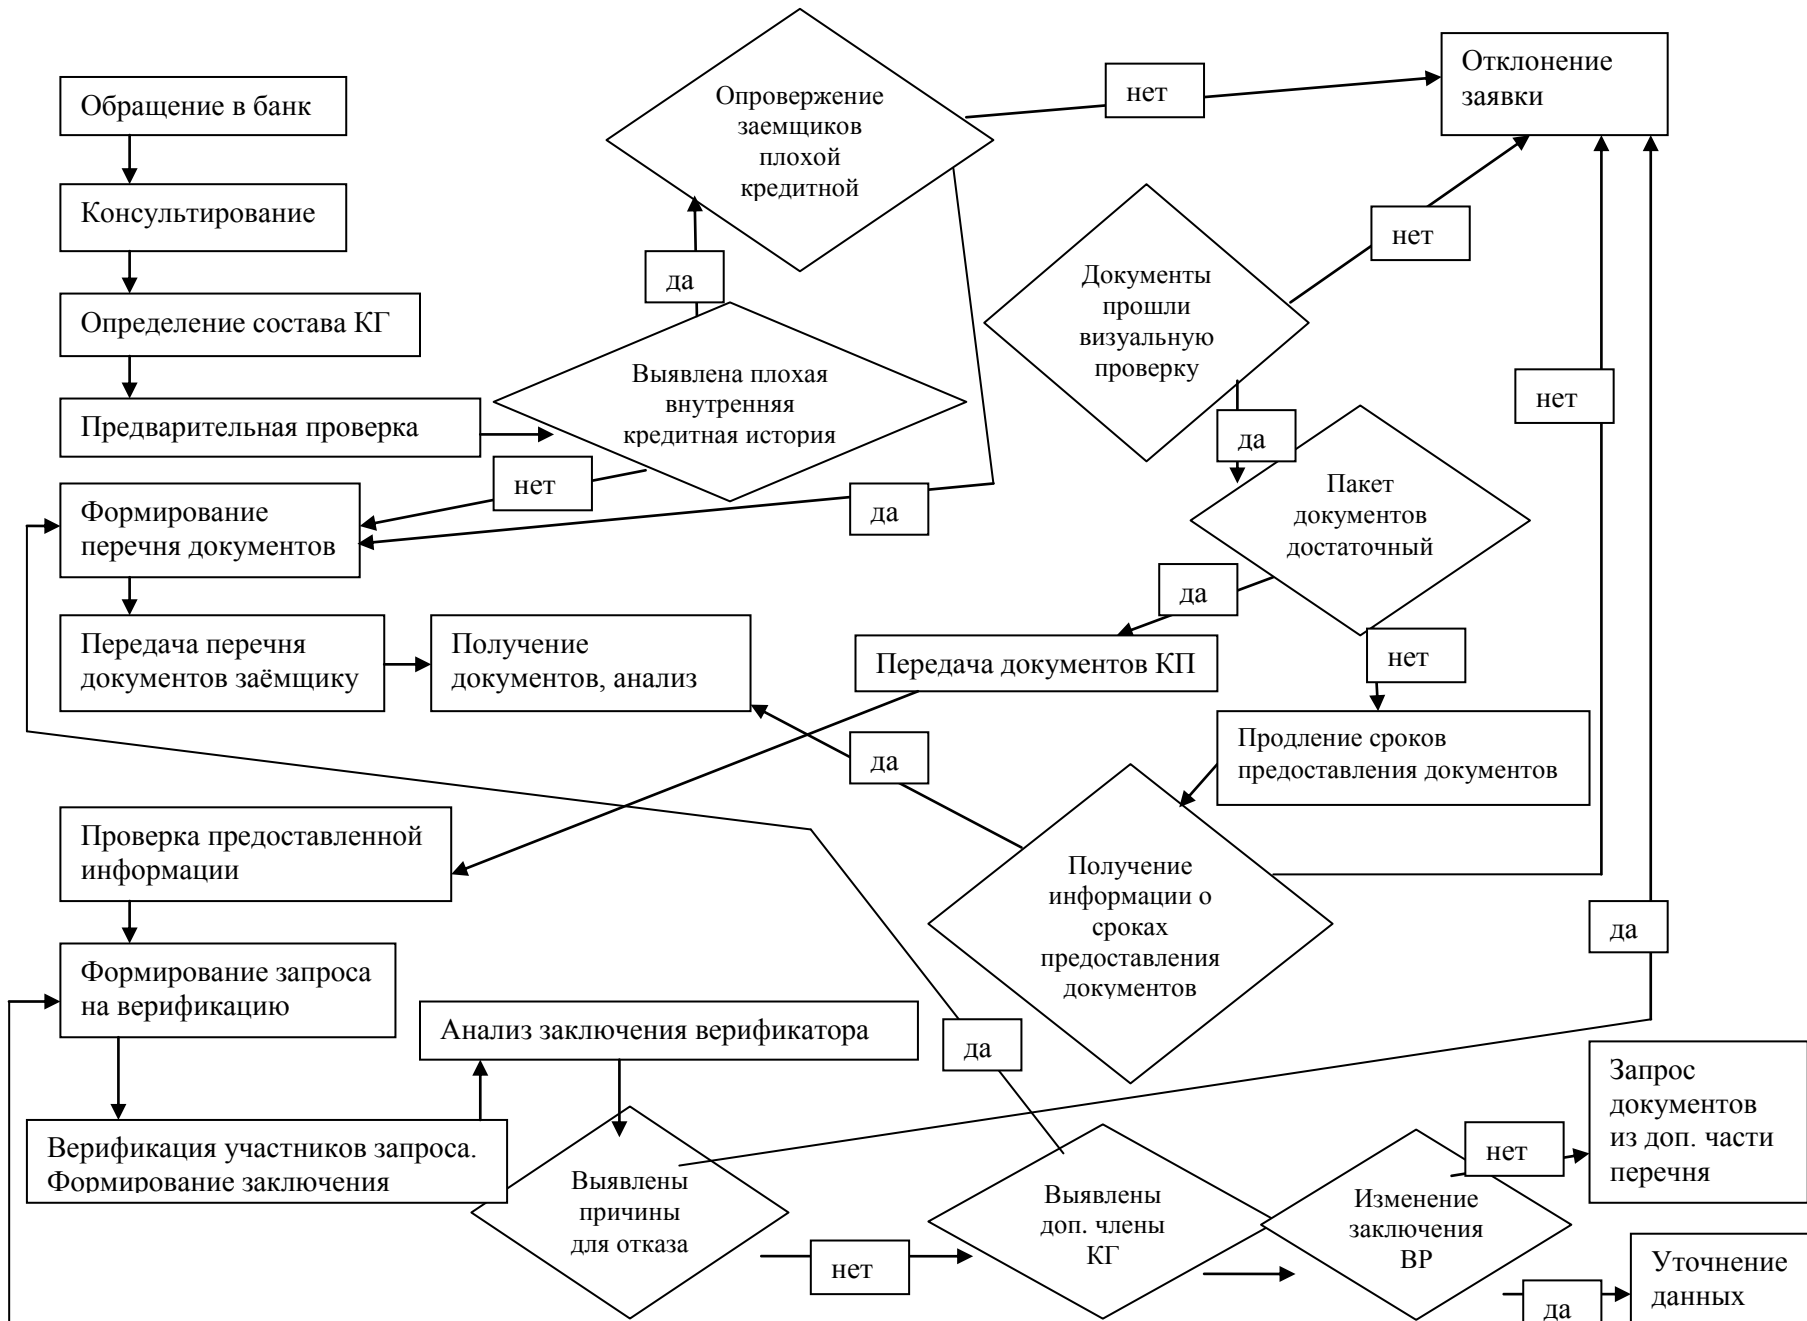 Обращение в банк
Консультирование
Определение состава КГ
Предварительная проверка
Формирование
перечня документов
Передача перечня
документов заёмщику
Получение
документов, анализ
Опровержение
заемщиков
плохой
кредитной
да
Выявлена плохая
внутренняя
кредитная история
нет
да
нет
Отклонение
заявки
Документы
прошли
визуальную
проверку
нет
да
нет
Пакет
документов
достаточный
да
нет
Передача документов КП
Продление сроков
предоставления документов
да
Получение
информации о
сроках
предоставления
документов
Проверка предоставленной
информации
Формирование запроса
на верификацию
Анализ заключения верификатора
да
да
Верификация участников запроса.
Формирование заключения
Выявлены
причины
для отказа
нет
Выявлены
доп. члены
КГ
Изменение
заключения
ВР
нет
Запрос
документов
из доп. части
перечня
да
Уточнение
данных